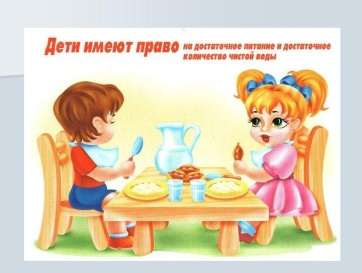 Дети имеют право на достаточное питание и достаточное
количество чистой воды